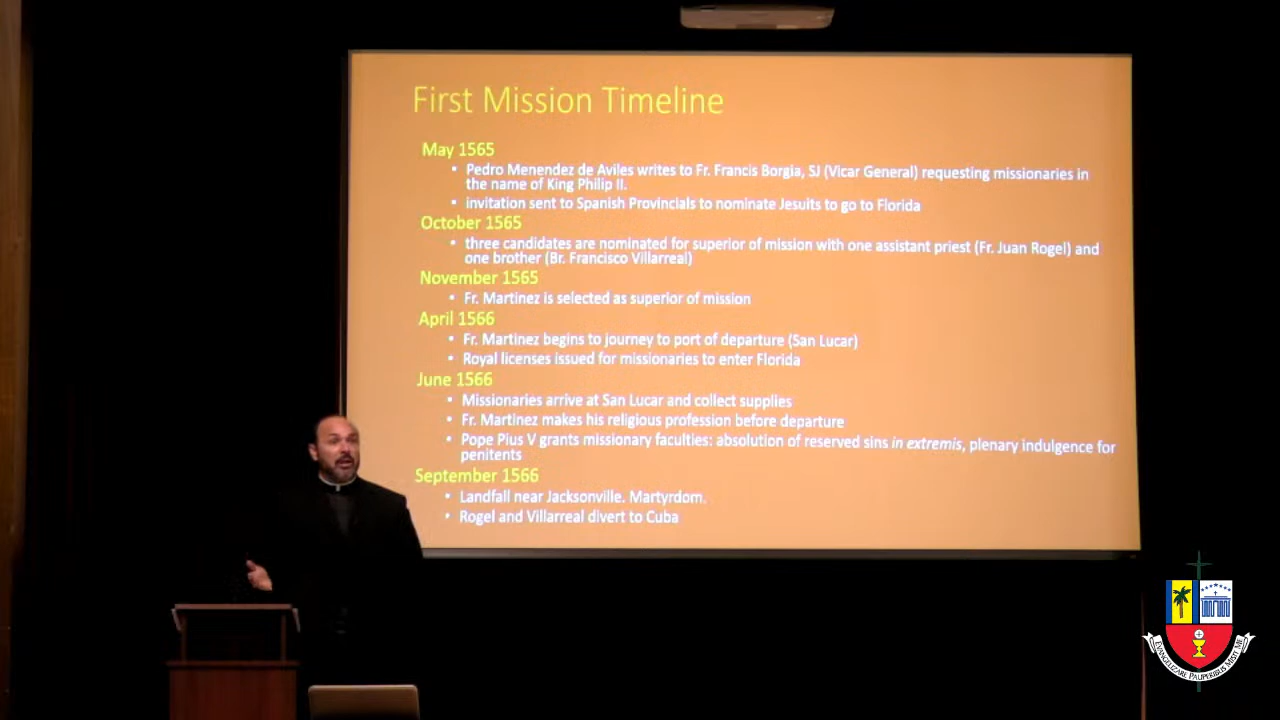 First Mission Timeline
May 1565
• Pedro Menendez de Aviles writes to Fr. Francis Borgia, SJ (Vicar General) requesting missionaries in
the name of King Philip II.
• invitation sent to Spanish Provincials to nominate Jesuits to go to Florida
October 1565
• three candidates are nominated for superior of mission with one assistant priest (Fr. Juan Rogel) and
one brother (Br. Francisco Villarreal)
November 1565
• Fr. Martinez is selected as superior of mission
April 1566
• Fr. Martinez begins to journey to port of departure (San Lucar)
• Royal licenses issued for missionaries to enter Florida
June 1566
• Missionaries arrive at San Lucar and collect supplies
• Fr. Martinez makes his religious profession before departure
• Pope Pius V grants missionary faculties: absolution of reserved sins in extremis, plenary indulgence for
penitents
September 1566
• Landfall near Jacksonville. Martyrdom.
• Rogel and Villarreal divert to Cuba
Evangelizare Pauperibus Misit Me